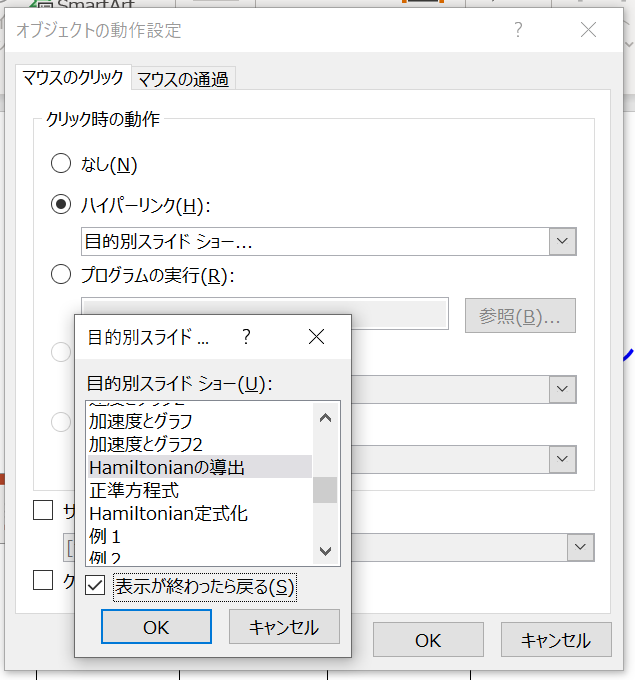 SmartArt
オブジェクトの動作設定
マウスのクリック
マウスの通過
クリック時の動作
なし(N)
ハイパーリンク(H):
目的別スライド ショー...
プログラムの実行(R):
参照(B)...
目的別スライド ...
目的別スライド ショー(U):
速度とグラフ2
加速度とグラフ
加速度とグラフ2
Hamiltonianの導出
正準方程式
Hamiltonian定式化
例 1
例 2
サ
[
表示が終わったら戻る(S)
ク
OK
キャンセル
OK
キャンセル